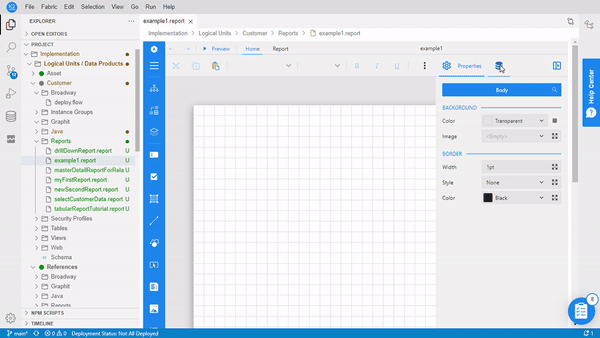 File Fabric Edit Selection View Go Run Help
EXPLORER
OPEN EDITORS
PROJECT
Implementation
Logical Units / Data Products
Asset
Customer
Broadway
deploy.flow
Instance Groups
Graphit
Java
Reports
drillDownReport.report U
example1.report U
masterDetailReportForRela U
myFirstReport.report U
newSecondReport.report U
selectCustomerData.report U
tabularReportTutorial.report U
Security Profiles
Tables
Views
Web
Schema
References
Broadway
Graphit
Java
Reports
NPM SCRIPTS
TIMELINE
example1.report
Implementation > Logical Units > Customer > Reports > example1.report
Preview Home Report example1
B I U
Properties
Body
BACKGROUND
Color Transparent
Image <Empty>
BORDER
Width 1pt
Style None
Color Black
Help Center
8
main* 0 0 Deployment Status: Not All Deployed 1